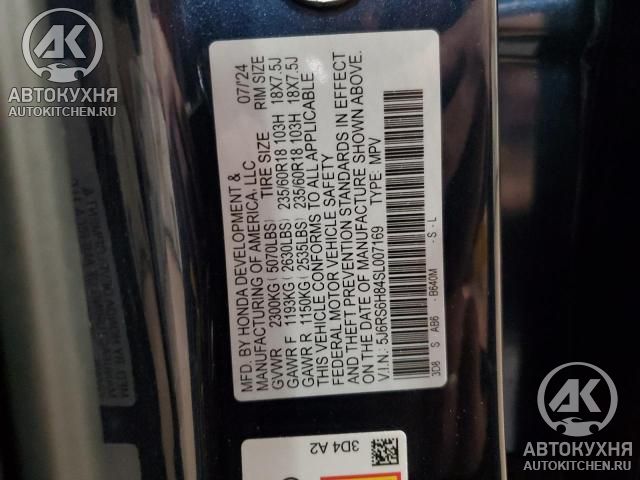 АВТОКУХНЯ
AUTOKITCHEN.RU
MFD. BY HONDA DEVELOPMENT & 07/24
MANUFACTURING OF AMERICA, LLC TIRE SIZE RIM SIZE
GVWR 2300KG (5070LBS)
GAWR F 1193KG (2630LBS) 235/60R18 103H 18X7.5J
GAWR R 1150KG (2535LBS) 235/60R18 103H 18X7.5J
THIS VEHICLE CONFORMS TO ALL APPLICABLE
FEDERAL MOTOR VEHICLE SAFETY
AND THEFT PREVENTION STANDARDS IN EFFECT
ON THE DATE OF MANUFACTURE SHOWN ABOVE.
V.I.N.: 5J6RS6H84SL007169 TYPE: MPV
3D8 S AB6 -B640M -S-L
3D4 A2
АВТОКУХНЯ
AUTOKITCHEN.RU